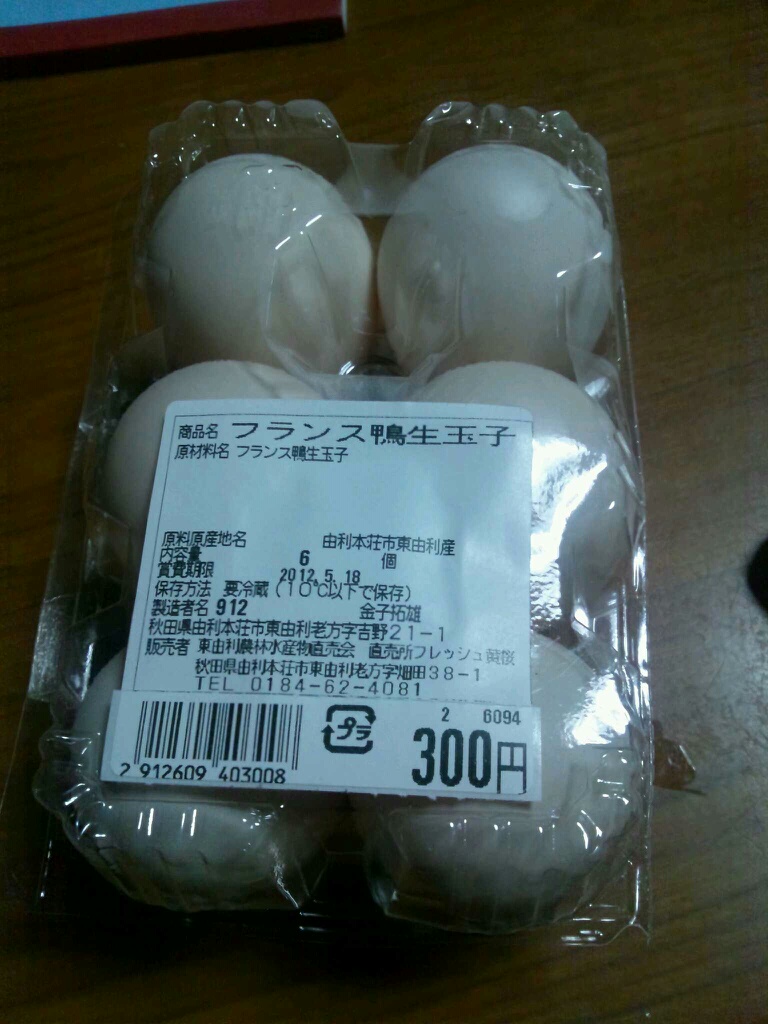 商品名 フランス鴨生玉子
原材料名 フランス鴨生玉子
原料原産地名 由利本荘市東由利産
内容量 6 個
賞費期限 2012.5.18
保存方法 要冷蔵(10℃以下で保存)
製造者名 912 金子拓雄
秋田県由利本荘市東由利老方字吉野21-1
販売者 東由利農林水産物直売会 直売所フレッシュ黄桜
秋田県由利本荘市東由利老方字畑田38-1
TEL 0184-62-4081
2 6094
プラ
300円
2 912609 403008